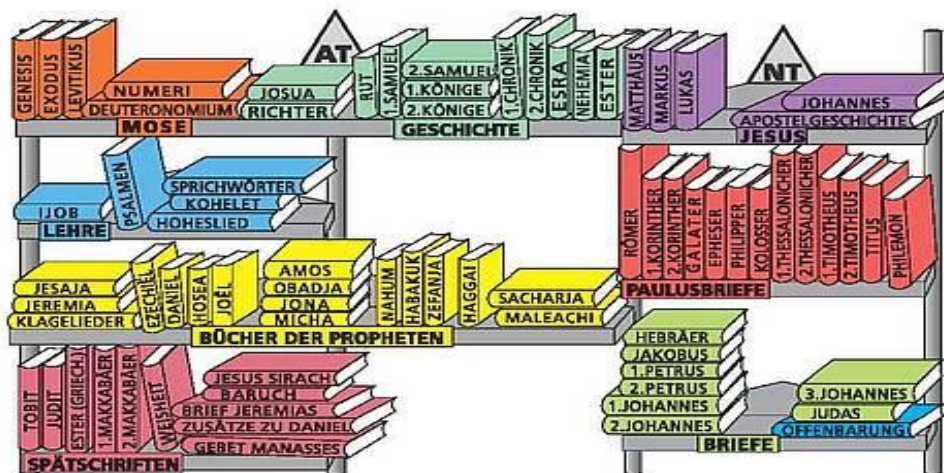 AT
GENESIS
EXODUS
LEVITIKUS
NUMERI
DEUTERONOMIUM
JOSUA
RICHTER
MOSE
RUT
1.SAMUEL
2.SAMUEL
1.KÖNIGE
2.KÖNIGE
1.CHRONIK
2.CHRONIK
ESRA
NEHEMIA
ESTER
GESCHICHTE
NT
MATTHÄUS
MARKUS
LUKAS
JOHANNES
APOSTELGESCHICHTE
JESUS
IJOB
PSALMEN
SPRICHWÖRTER
KOHELET
HOHESLIED
LEHRE
RÖMER
1.KORINTHER
2.KORINTHER
GALATER
EPHESER
PHILIPPER
KOLOSSER
1.THESSALONICHER
2.THESSALONICHER
1.TIMOTHEUS
2.TIMOTHEUS
TITUS
PHILEMON
PAULUSBRIEFE
JESAJA
JEREMIA
KLAGELIEDER
EZECHIEL
DANIEL
HOSEA
JOËL
AMOS
OBADJA
JONA
MICHA
NAHUM
HABAKUK
ZEFANJA
HAGGAI
SACHARJA
MALEACHI
BÜCHER DER PROPHETEN
TOBIT
JUDIT
ESTER (GRIECH.)
1.MAKKABÄER
2.MAKKABÄER
WEISHEIT
JESUS SIRACH
BARUCH
BRIEF JEREMIAS
ZUSÄTZE ZU DANIEL
GEBET MANASSES
SPÄTSCHRIFTEN
HEBRÄER
JAKOBUS
1.PETRUS
2.PETRUS
1.JOHANNES
2.JOHANNES
3.JOHANNES
JUDAS
OFFENBARUNG
BRIEFE